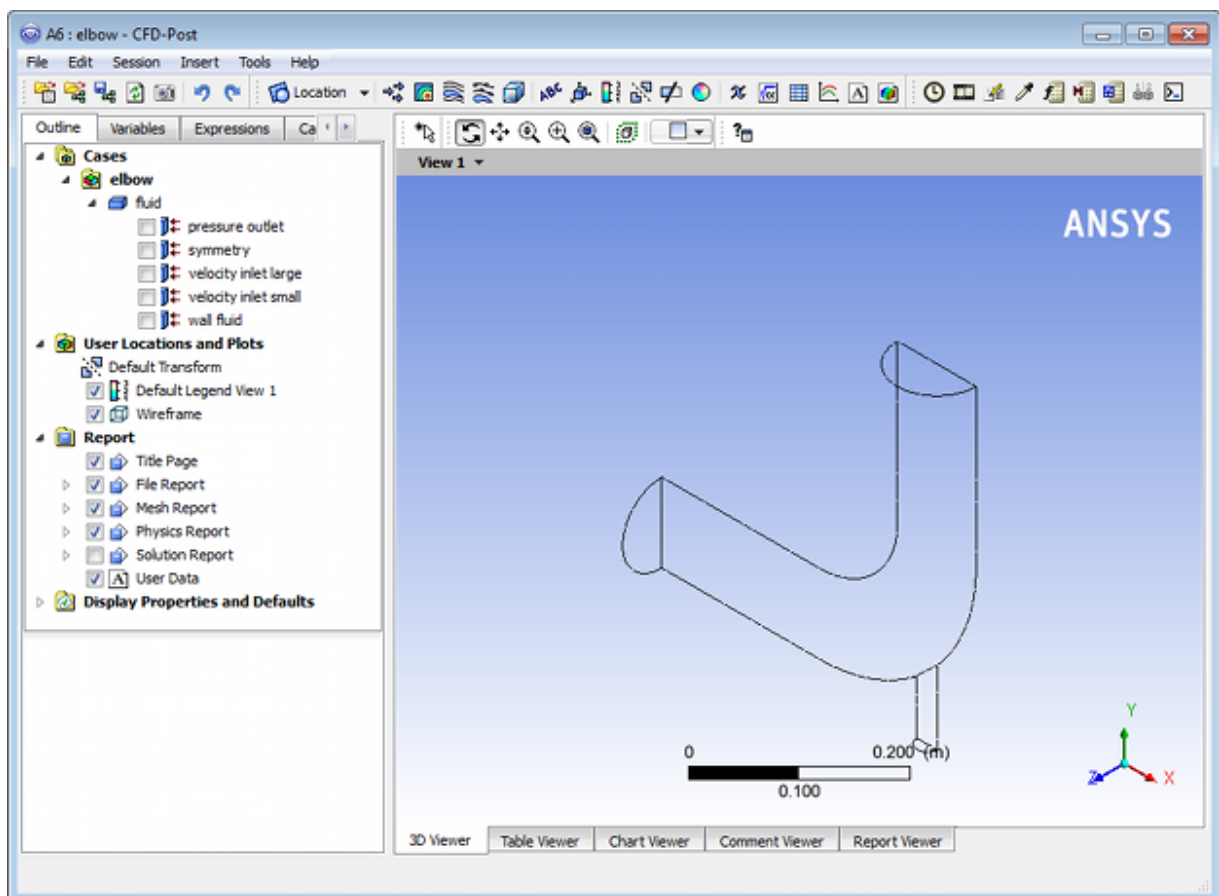 A6 : elbow - CFD-Post
File Edit Session Insert Tools Help
Location
Outline Variables Expressions Ca
Cases
elbow
fluid
pressure outlet
symmetry
velocity inlet large
velocity inlet small
wall fluid
User Locations and Plots
Default Transform
Default Legend View 1
Wireframe
Report
Title Page
File Report
Mesh Report
Physics Report
Solution Report
User Data
Display Properties and Defaults
View 1
ANSYS
Y
Z X
0 0.200 (m)
0.100
3D Viewer Table Viewer Chart Viewer Comment Viewer Report Viewer